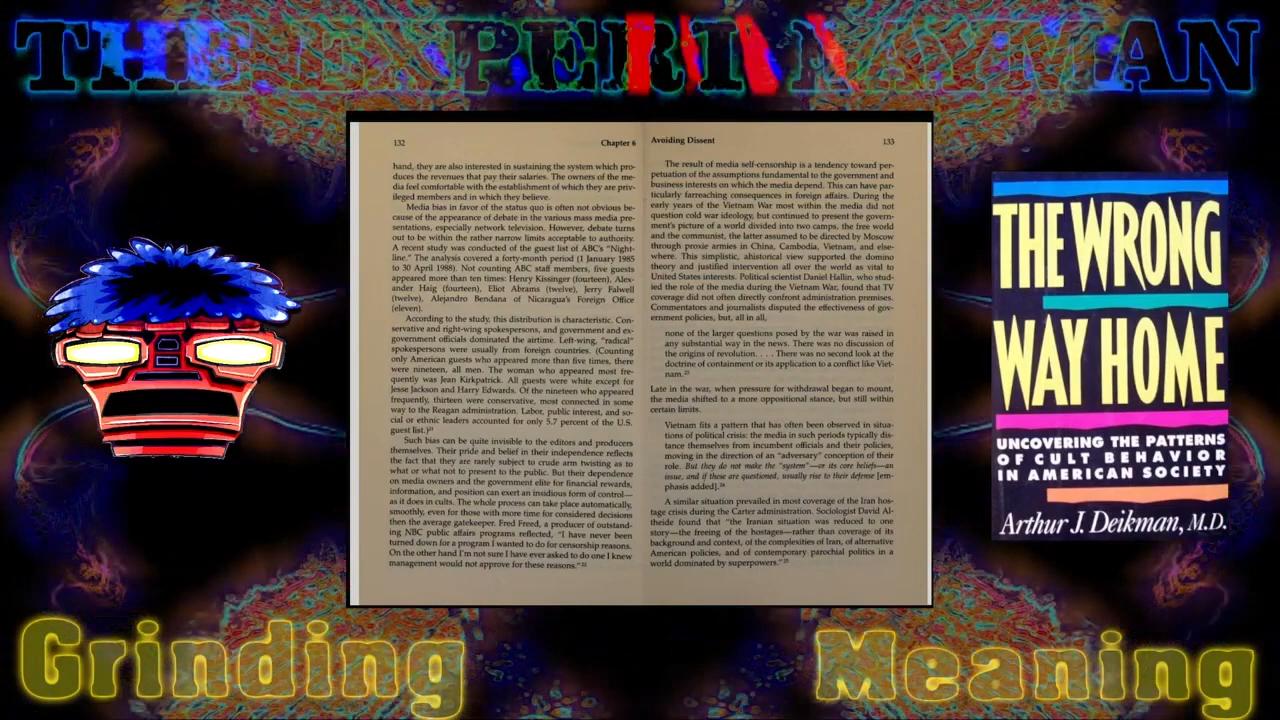 THE EXPERT LAYMAN
132
Chapter 6
hand, they are also interested in sustaining the system which pro-
duces the revenues that pay their salaries. The owners of the me-
dia feel comfortable with the establishment of which they are priv-
ileged members and in which they believe.
Media bias in favor of the status quo is often not obvious be-
cause of the appearance of debate in the various mass media pre-
sentations, especially network television. However, debate turns
out to be within the rather narrow limits acceptable to authority.
A recent study was conducted of the guest list of ABC's "Night-
line." The analysis covered a forty-month period (1 January 1985
to 30 April 1988). Not counting ABC staff members, five guests
appeared more than ten times: Henry Kissinger (fourteen), Alex-
ander Haig (fourteen), Eliot Abrams (twelve), Jerry Falwell
(twelve), Alejandro Bendana of Nicaragua's Foreign Office
(eleven).
According to the study, this distribution is characteristic. Con-
servative and right-wing spokespersons, and government and ex-
government officials dominated the airtime. Left-wing, "radical"
spokespersons were usually from foreign countries. (Counting
only American guests who appeared more than five times, there
were nineteen, all men. The woman who appeared most fre-
quently was Jean Kirkpatrick. All guests were white except for
Jesse Jackson and Harry Edwards. Of the nineteen who appeared
frequently, thirteen were conservative, most connected in some
way to the Reagan administration. Labor, public interest, and so-
cial or ethnic leaders accounted for only 5.7 percent of the U.S.
guest list.)21
Such bias can be quite invisible to the editors and producers
themselves. Their pride and belief in their independence reflects
the fact that they are rarely subject to crude arm twisting as to
what or what not to present to the public. But their dependence
on media owners and the government elite for financial rewards,
information, and position can exert an insidious form of control—
as it does in cults. The whole process can take place automatically,
smoothly, even for those with more time for considered decisions
then the average gatekeeper. Fred Freed, a producer of outstand-
ing NBC public affairs programs reflected, "I have never been
turned down for a program I wanted to do for censorship reasons.
On the other hand I'm not sure I have ever asked to do one I knew
management would not approve for these reasons."22
Avoiding Dissent
133
The result of media self-censorship is a tendency toward per-
petuation of the assumptions fundamental to the government and
business interests on which the media depend. This can have par-
ticularly farreaching consequences in foreign affairs. During the
early years of the Vietnam War most within the media did not
question cold war ideology, but continued to present the govern-
ment's picture of a world divided into two camps, the free world
and the communist, the latter assumed to be directed by Moscow
through proxie armies in China, Cambodia, Vietnam, and else-
where. This simplistic, ahistorical view supported the domino
theory and justified intervention all over the world as vital to
United States interests. Political scientist Daniel Hallin, who stud-
ied the role of the media during the Vietnam War, found that TV
coverage did not often directly confront administration premises.
Commentators and journalists disputed the effectiveness of gov-
ernment policies, but, all in all,
none of the larger questions posed by the war was raised in
any substantial way in the news. There was no discussion of
the origins of revolution. . . . There was no second look at the
doctrine of containment or its application to a conflict like Viet-
nam.23
Late in the war, when pressure for withdrawal began to mount,
the media shifted to a more oppositional stance, but still within
certain limits.
Vietnam fits a pattern that has often been observed in situa-
tions of political crisis: the media in such periods typically dis-
tance themselves from incumbent officials and their policies,
moving in the direction of an "adversary" conception of their
role. But they do not make the "system"—or its core beliefs—an
issue, and if these are questioned, usually rise to their defense [em-
phasis added].24
A similar situation prevailed in most coverage of the Iran hos-
tage crisis during the Carter administration. Sociologist David Al-
theide found that "the Iranian situation was reduced to one
story—the freeing of the hostages—rather than coverage of its
background and context, of the complexities of Iran, of alternative
American policies, and of contemporary parochial politics in a
world dominated by superpowers."25
THE WRONG
WAY HOME
UNCOVERING THE PATTERNS
OF CULT BEHAVIOR
IN AMERICAN SOCIETY
Arthur J. Deikman, M.D.
Grinding
Meaning